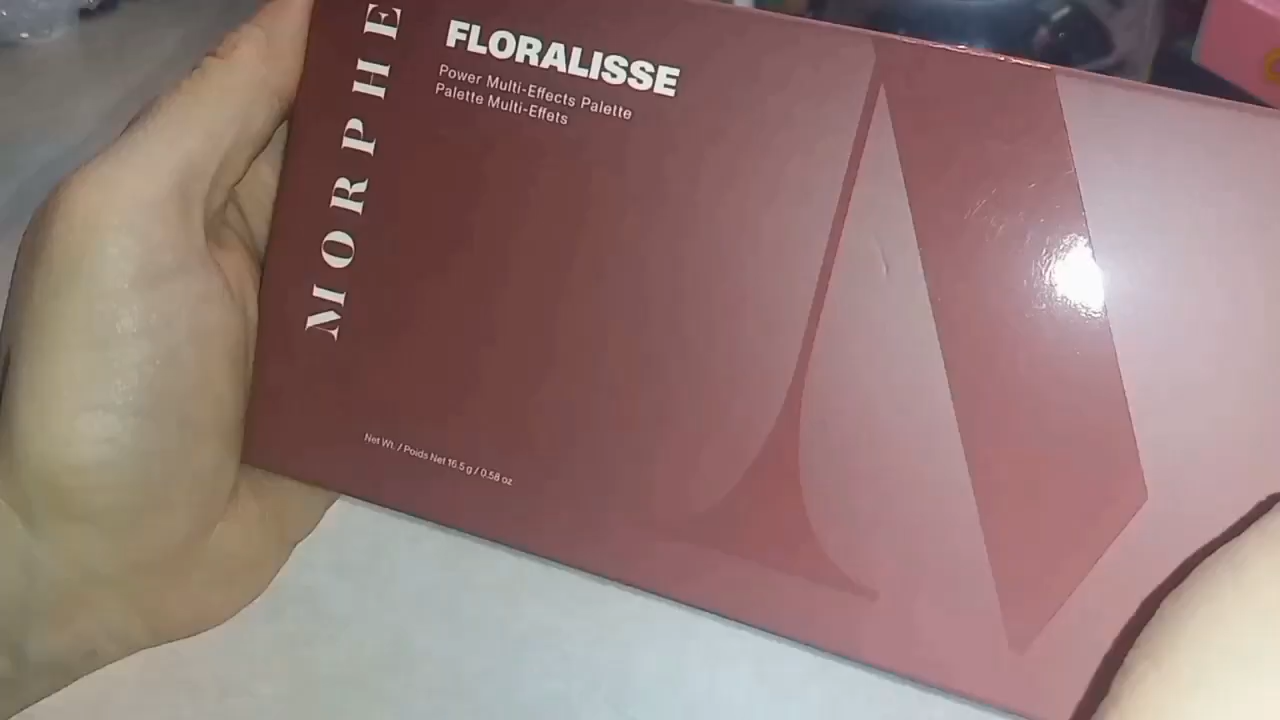 MORPHE
FLORALISSE
Power Multi-Effects Palette
Palette Multi-Effets
Net Wt. / Poids Net 16.5 g / 0.58 oz